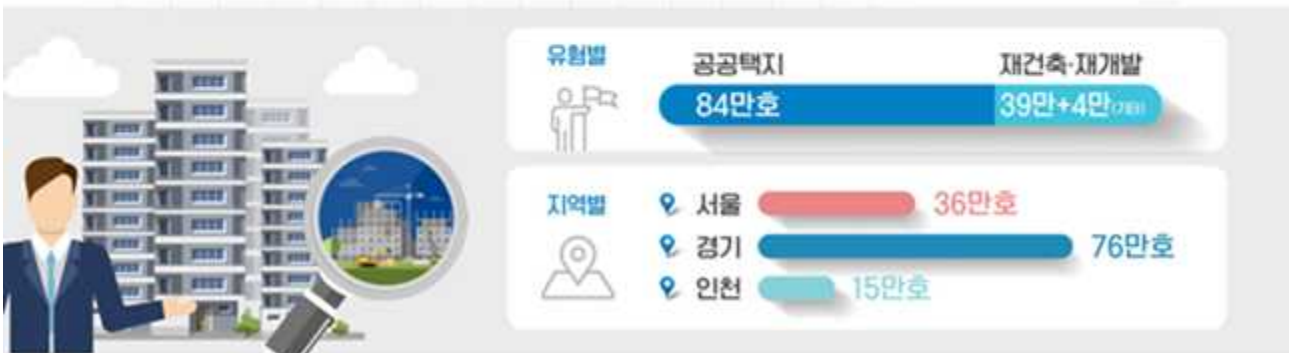 유형별
공공택지 재건축·재개발
84만호 39만+4만(기타)
지역별
서울 36만호
경기 76만호
인천 15만호